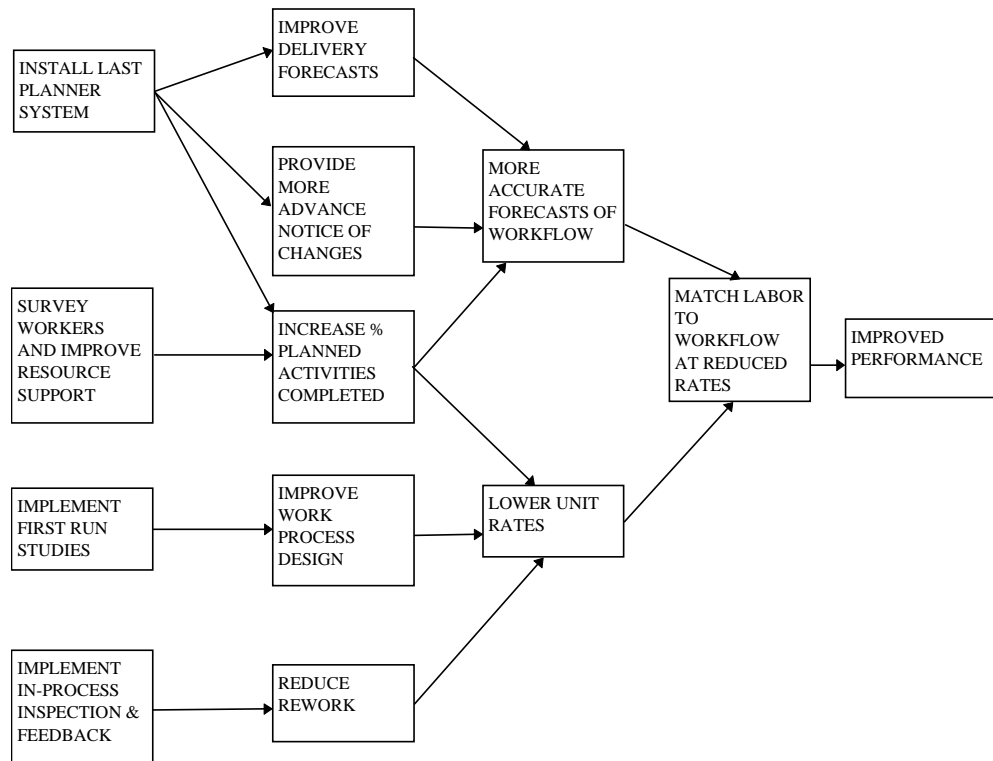 INSTALL LAST
PLANNER
SYSTEM
IMPROVE
DELIVERY
FORECASTS
PROVIDE
MORE
ADVANCE
NOTICE OF
CHANGES
MORE
ACCURATE
FORECASTS OF
WORKFLOW
SURVEY
WORKERS
AND IMPROVE
RESOURCE
SUPPORT
INCREASE %
PLANNED
ACTIVITIES
COMPLETED
MATCH LABOR
TO
WORKFLOW
AT REDUCED
RATES
IMPROVED
PERFORMANCE
IMPLEMENT
FIRST RUN
STUDIES
IMPROVE
WORK
PROCESS
DESIGN
LOWER UNIT
RATES
IMPLEMENT
IN-PROCESS
INSPECTION &
FEEDBACK
REDUCE
REWORK